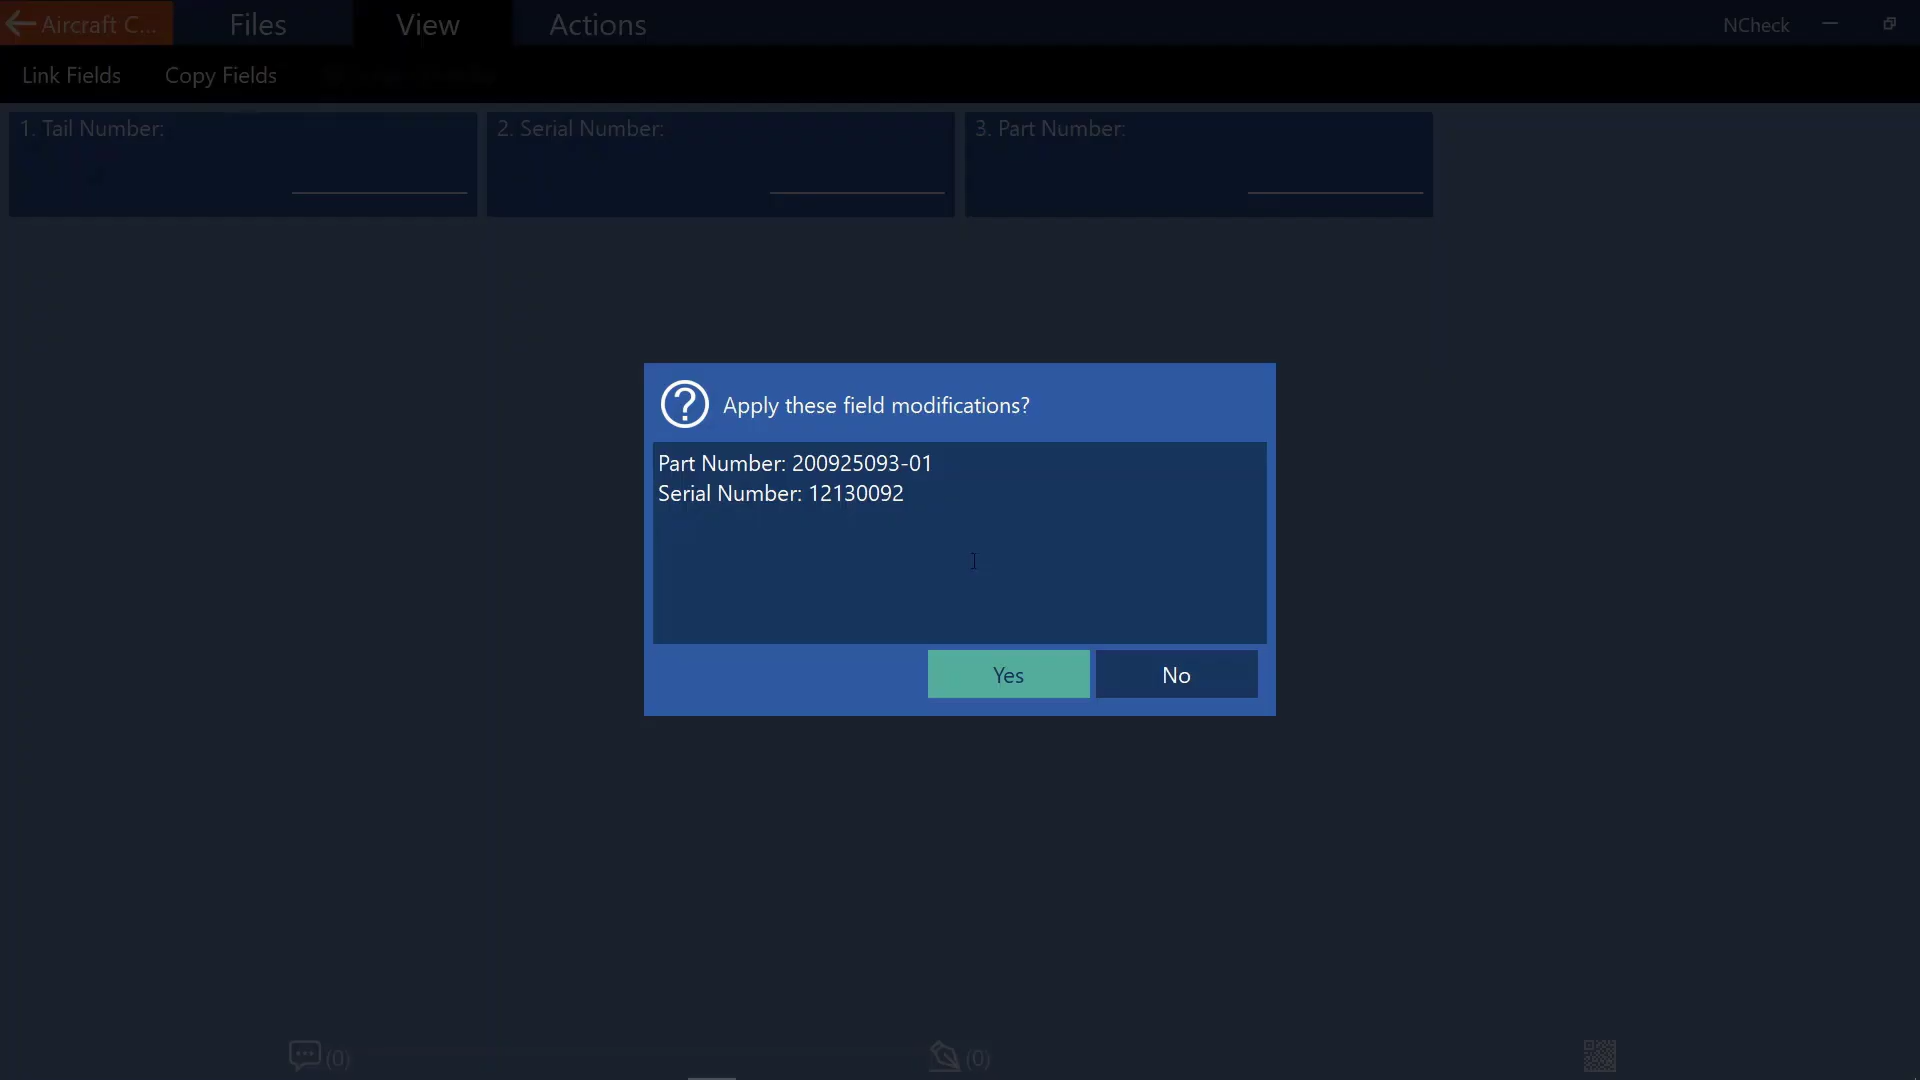 Aircraft C...
Files
View
Actions
NCheck
Link Fields
Copy Fields
1. Tail Number:
2. Serial Number:
3. Part Number:
Apply these field modifications?
Part Number: 200925093-01
Serial Number: 12130092
Yes
No
(0)
(0)